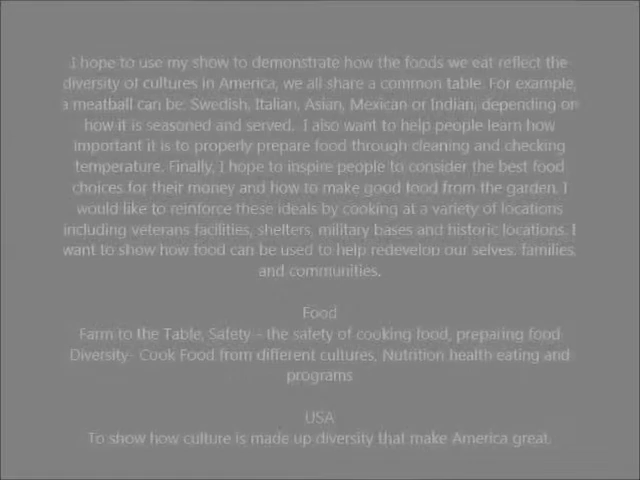 I hope to use my show to demonstrate how the foods we eat reflect the
diversity of cultures in America, we all share a common table. For example,
a meatball can be: Swedish, Italian, Asian, Mexican or Indian, depending on
how it is seasoned and served.  I also want to help people learn how
important it is to properly prepare food through cleaning and checking
temperature. Finally, I hope to inspire people to consider the best food
choices for their money and how to make good food from the garden. I
would like to reinforce these ideals by cooking at a variety of locations
including veterans facilities, shelters, military bases and historic locations. I
want to show how food can be used to help redevelop our selves, families,
and communities.
Food
Farm to the Table, Safety - the safety of cooking food, preparing food
Diversity- Cook Food from different cultures, Nutrition health eating and
programs
USA
To show how culture is made up diversity that make America great.